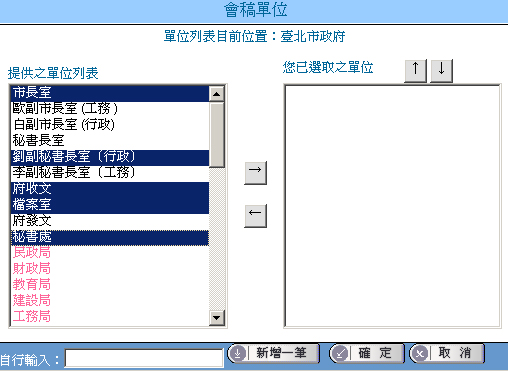 會稿單位
單位列表目前位置：臺北市政府
提供之單位列表
您已選取之單位
↑ ↓
市長室
歐副市長室 (工務 )
白副市長室 (行政)
秘書長室
劉副秘書長室〔行政〕
李副秘書長室〔工務〕
府收文
檔案室
府發文
秘書處
民政局
財政局
教育局
建設局
工務局
→
←
自行輸入：
新增一筆
確 定
取 消